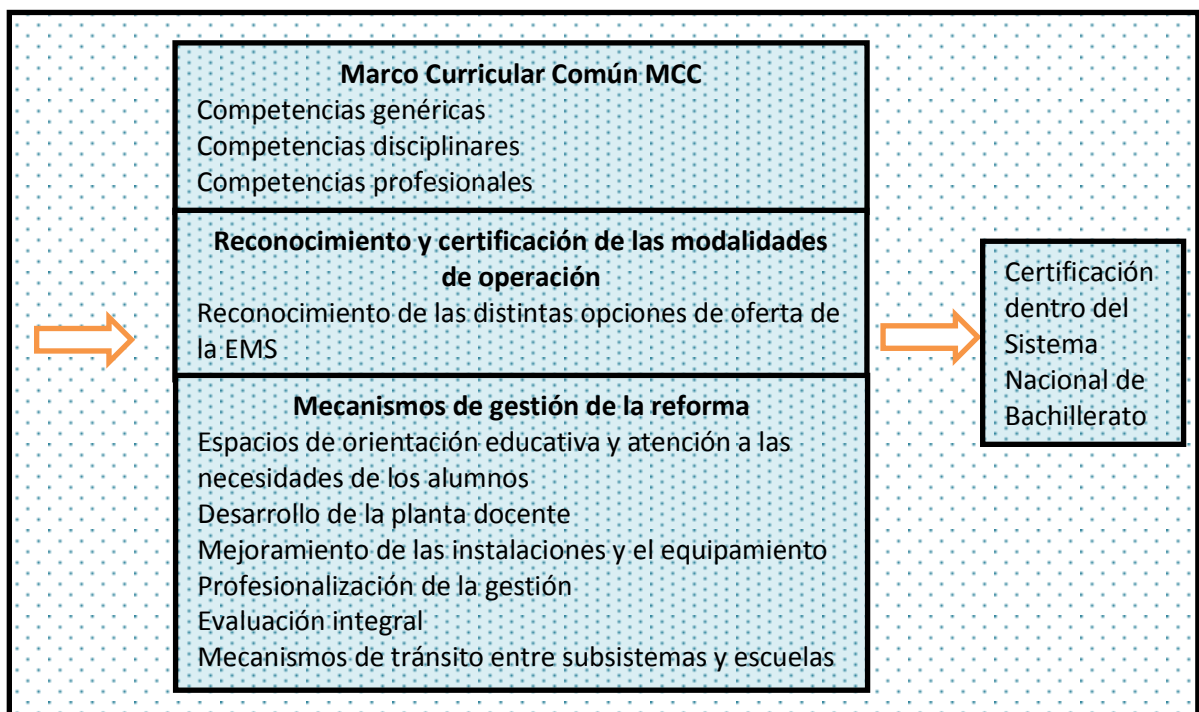 Marco Curricular Común MCC
Competencias genéricas
Competencias disciplinares
Competencias profesionales
Reconocimiento y certificación de las modalidades
de operación
Reconocimiento de las distintas opciones de oferta de
la EMS
Mecanismos de gestión de la reforma
Espacios de orientación educativa y atención a las
necesidades de los alumnos
Desarrollo de la planta docente
Mejoramiento de las instalaciones y el equipamiento
Profesionalización de la gestión
Evaluación integral
Mecanismos de tránsito entre subsistemas y escuelas
Certificación
dentro del
Sistema
Nacional de
Bachillerato